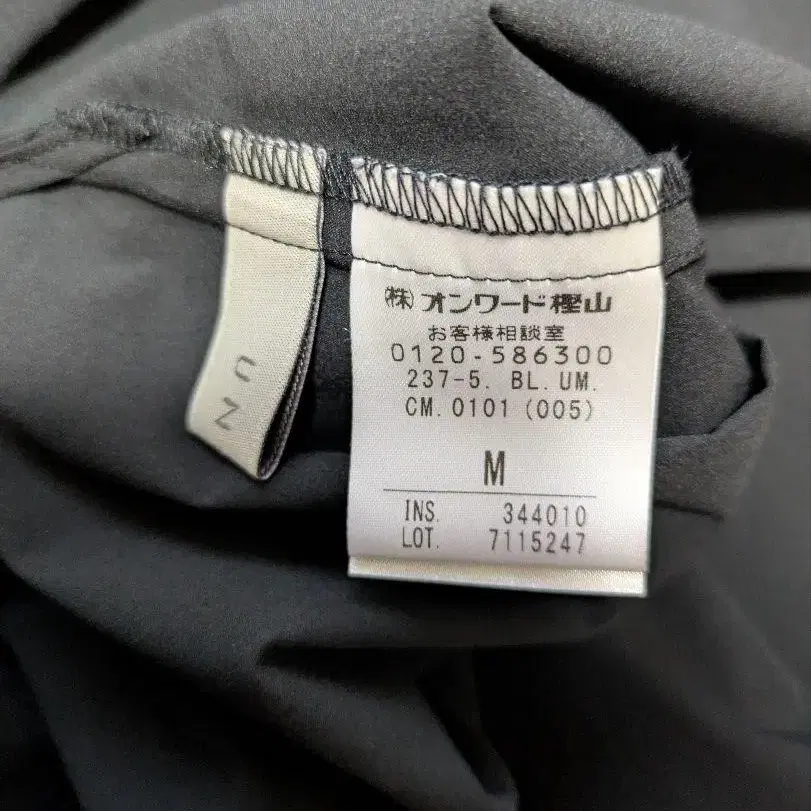 ㈱オンワード樫山
お客様相談室
0120-586300
237-5. BL. UM.
CM. 0101 (005)
M
INS. 344010
LOT. 7115247